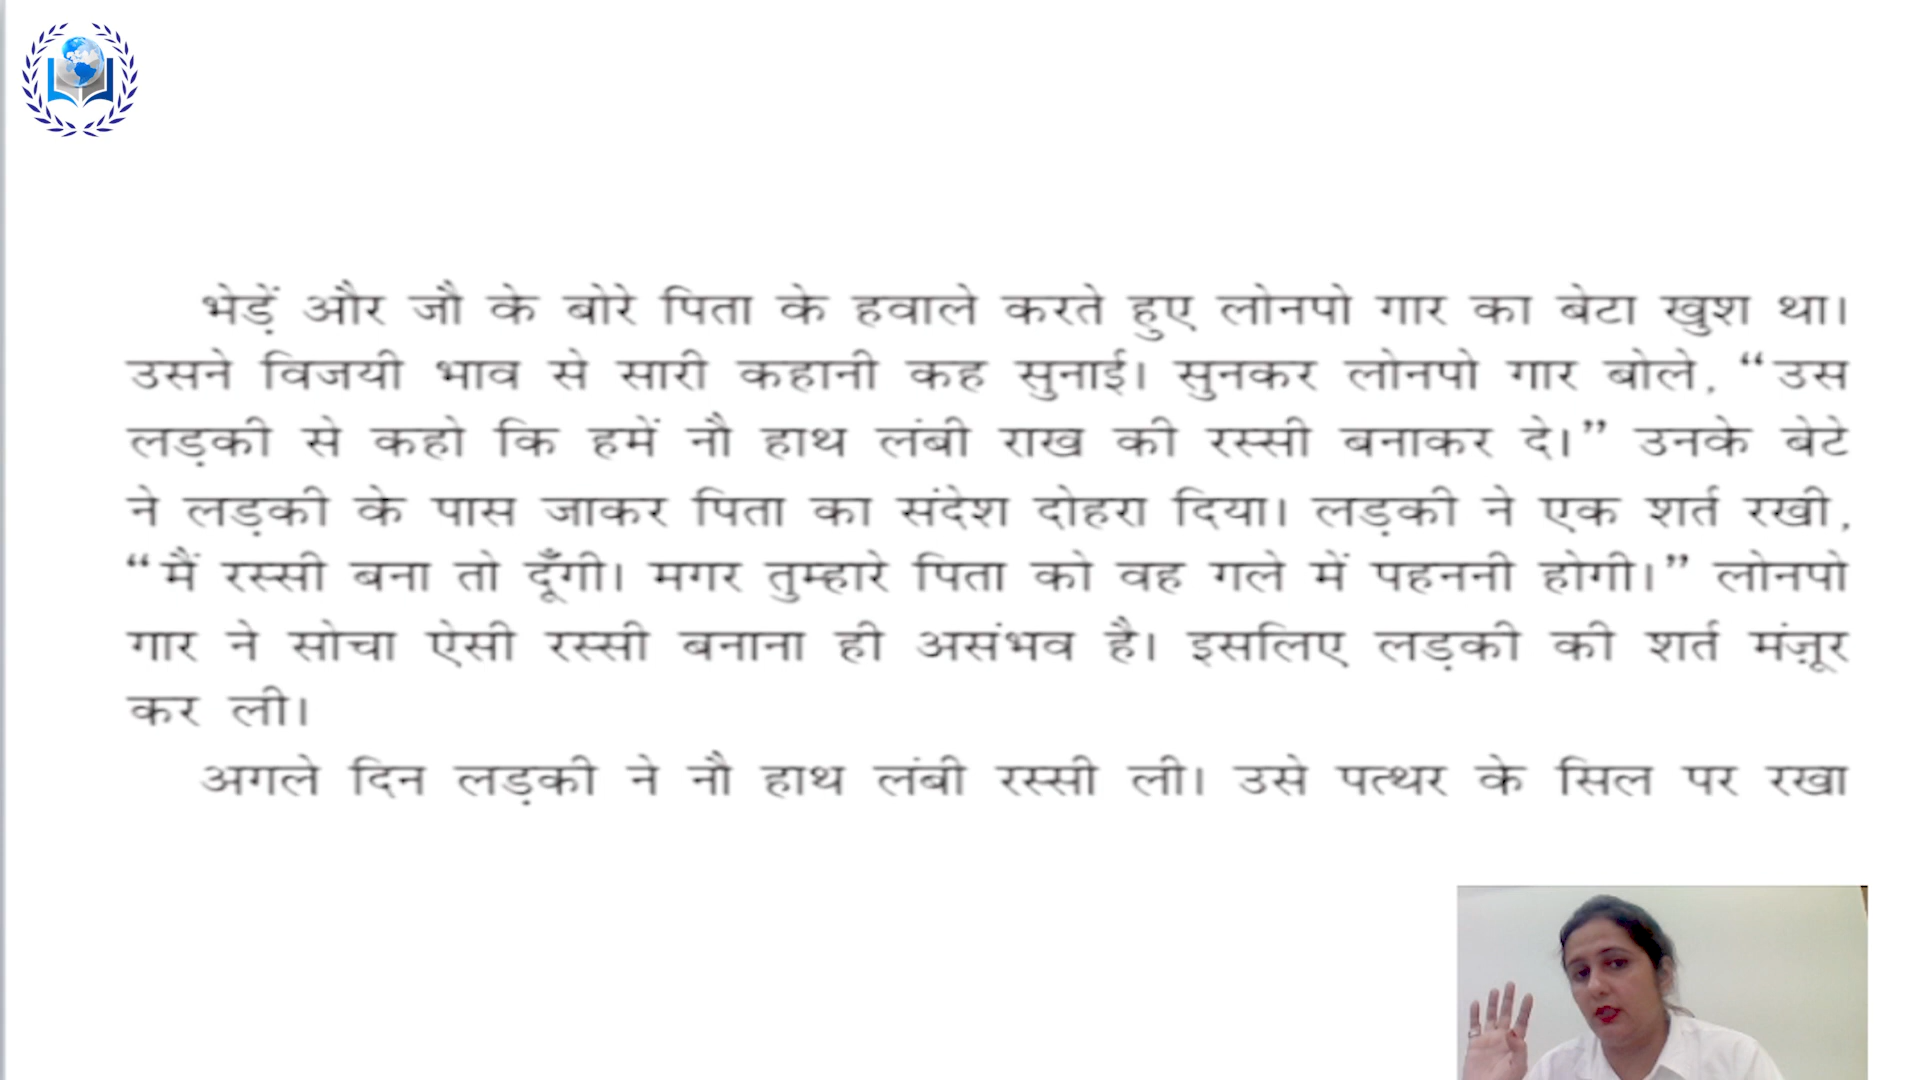 भेड़ें और जौ के बोरे पिता के हवाले करते हुए लोनपो गार का बेटा खुश था।
उसने विजयी भाव से सारी कहानी कह सुनाई। सुनकर लोनपो गार बोले, “उस
लड़की से कहो कि हमें नौ हाथ लंबी राख की रस्सी बनाकर दे।” उनके बेटे
ने लड़की के पास जाकर पिता का संदेश दोहरा दिया। लड़की ने एक शर्त रखी,
“मैं रस्सी बना तो दूँगी। मगर तुम्हारे पिता को वह गले में पहननी होगी।” लोनपो
गार ने सोचा ऐसी रस्सी बनाना ही असंभव है। इसलिए लड़की की शर्त मंज़ूर
कर ली।
अगले दिन लड़की ने नौ हाथ लंबी रस्सी ली। उसे पत्थर के सिल पर रखा